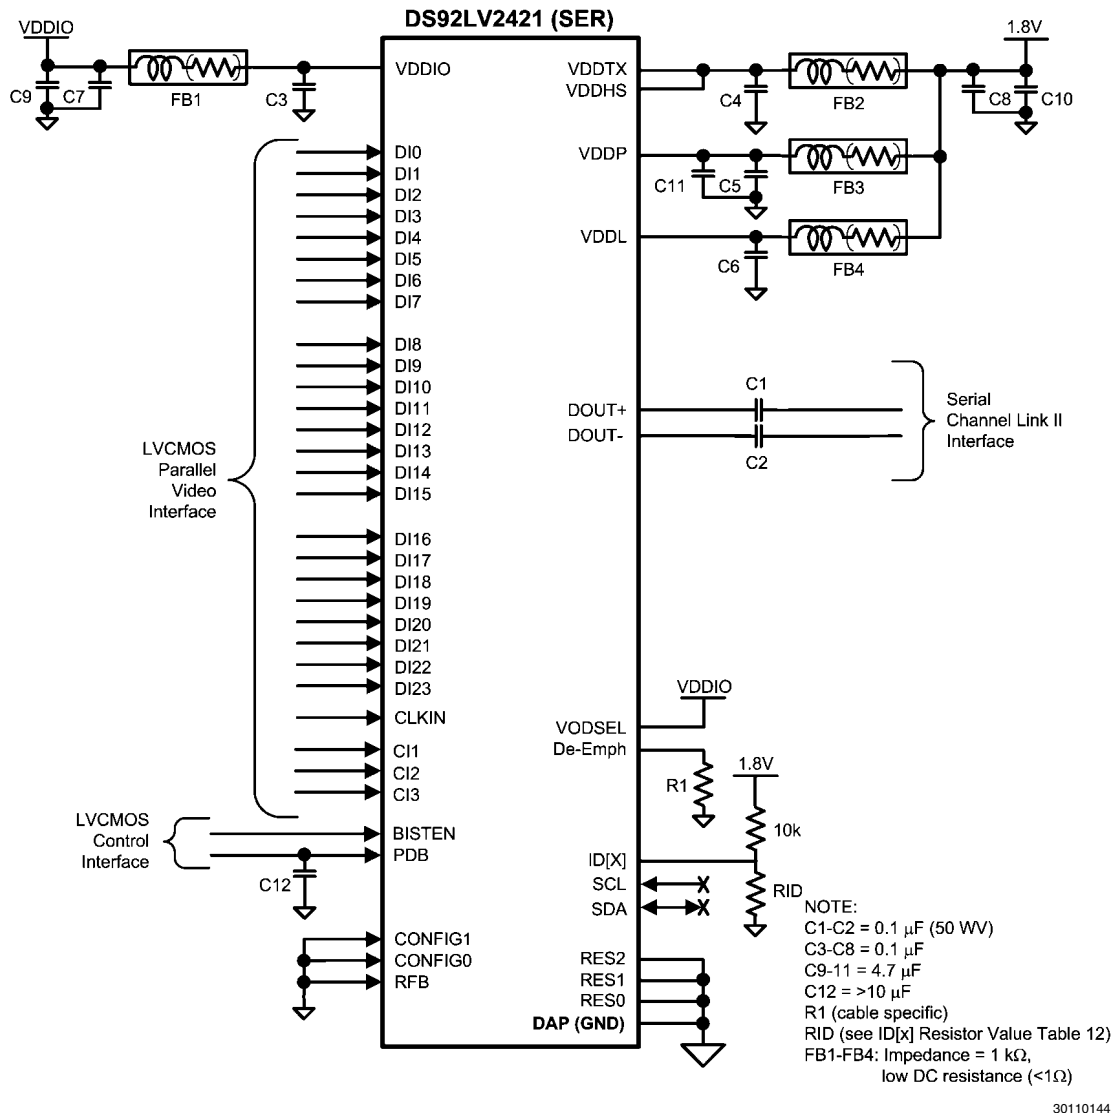 DS92LV2421 (SER)
VDDIO
C9
C7
FB1
C3
VDDIO
VDDTX
VDDHS
C4
FB2
1.8V
C8
C10
VDDP
C11
C5
FB3
VDDL
C6
FB4
DI0
DI1
DI2
DI3
DI4
DI5
DI6
DI7
DI8
DI9
DI10
DI11
DI12
DI13
DI14
DI15
DI16
DI17
DI18
DI19
DI20
DI21
DI22
DI23
CLKIN
CI1
CI2
CI3
LVCMOS
Parallel
Video
Interface
DOUT+
DOUT-
C1
C2
Serial
Channel Link II
Interface
LVCMOS
Control
Interface
BISTEN
PDB
C12
CONFIG1
CONFIG0
RFB
VDDIO
VODSEL
De-Emph
R1
1.8V
10k
ID[X]
SCL
SDA
RID
RES2
RES1
RES0
DAP (GND)
NOTE:
C1-C2 = 0.1 μF (50 WV)
C3-C8 = 0.1 μF
C9-11 = 4.7 μF
C12 = >10 μF
R1 (cable specific)
RID (see ID[x] Resistor Value Table 12)
FB1-FB4: Impedance = 1 kΩ,
low DC resistance (<1Ω)
30110144